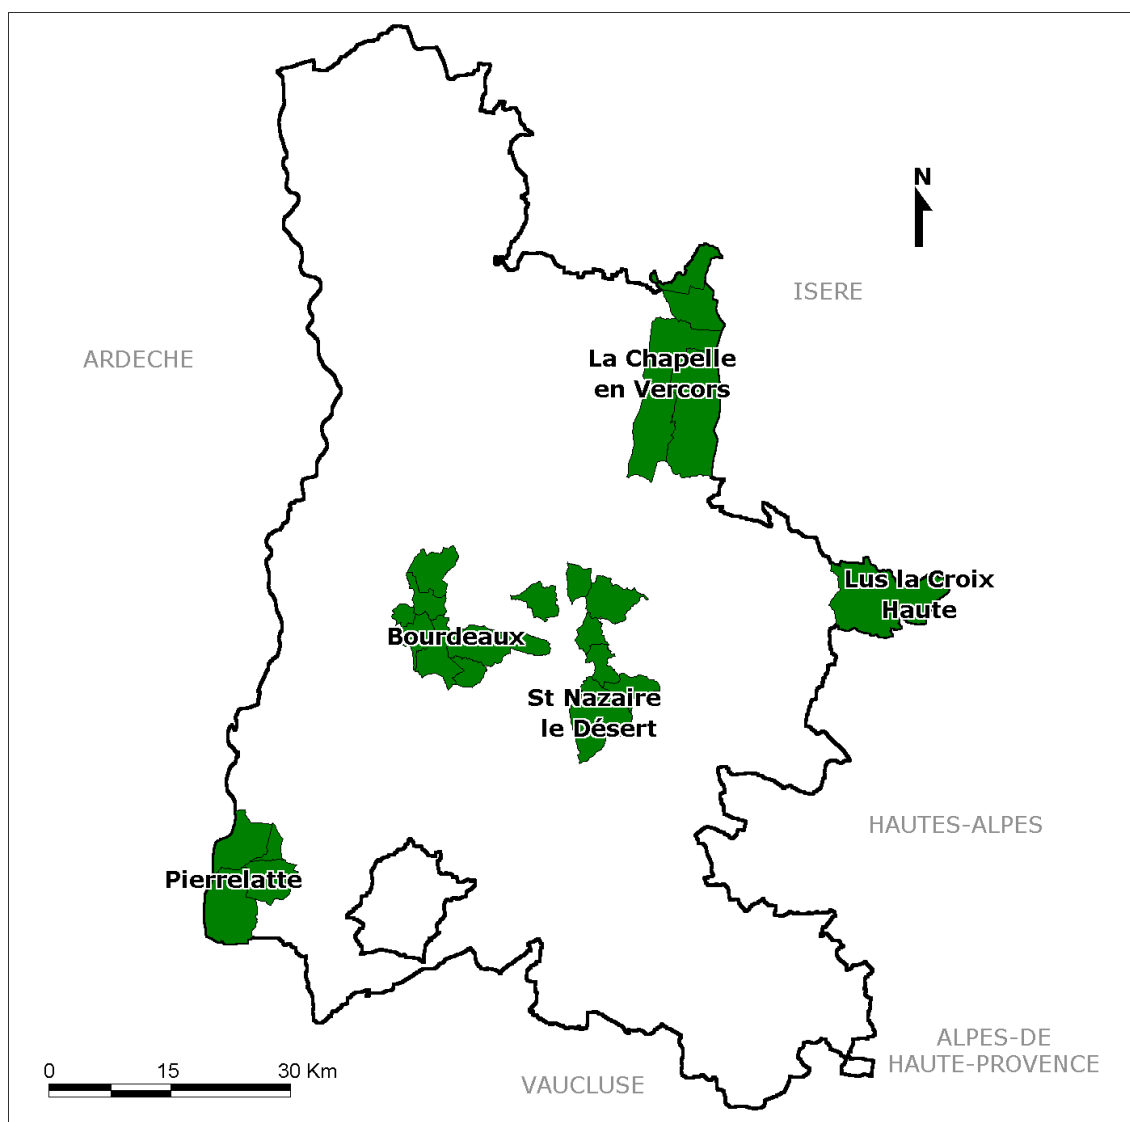 N
ISERE
ARDECHE
La Chapelle
en Vercors
Lus la Croix
Haute
Bourdeaux
St Nazaire
le Désert
HAUTES-ALPES
Pierrelatte
ALPES-DE
HAUTE-PROVENCE
VAUCLUSE
0 15 30 Km